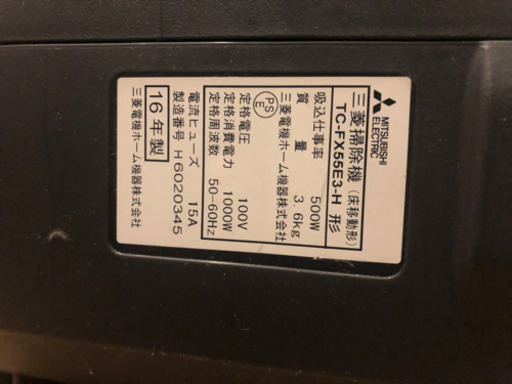 MITSUBISHI
ELECTRIC
三菱掃除機(床移動形)
TC-FX55E3-H 形
吸込仕事率 500W
質量 3.6kg
三菱電機ホーム機器株式会社
PS
E
定格電圧 100V
定格消費電力 1000W
定格周波数 50-60Hz
電流ヒューズ 15A
製造番号 H6020345
16年製
三菱電機ホーム機器株式会社